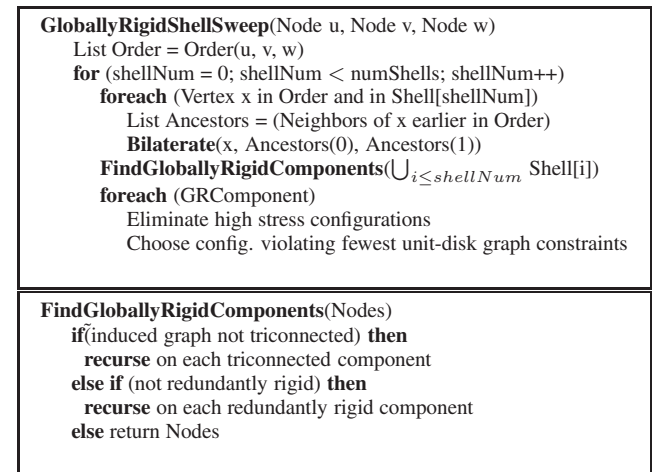 GloballyRigidShellSweep(Node u, Node v, Node w)
List Order = Order(u, v, w)
for (shellNum = 0; shellNum < numShells; shellNum++)
foreach (Vertex x in Order and in Shell[shellNum])
List Ancestors = (Neighbors of x earlier in Order)
Bilaterate(x, Ancestors(0), Ancestors(1))
FindGloballyRigidComponents(⋃i≤shellNum Shell[i])
foreach (GRComponent)
Eliminate high stress configurations
Choose config. violating fewest unit-disk graph constraints
FindGloballyRigidComponents(Nodes)
if (̃induced graph not triconnected) then
recurse on each triconnected component
else if (not redundantly rigid) then
recurse on each redundantly rigid component
else return Nodes